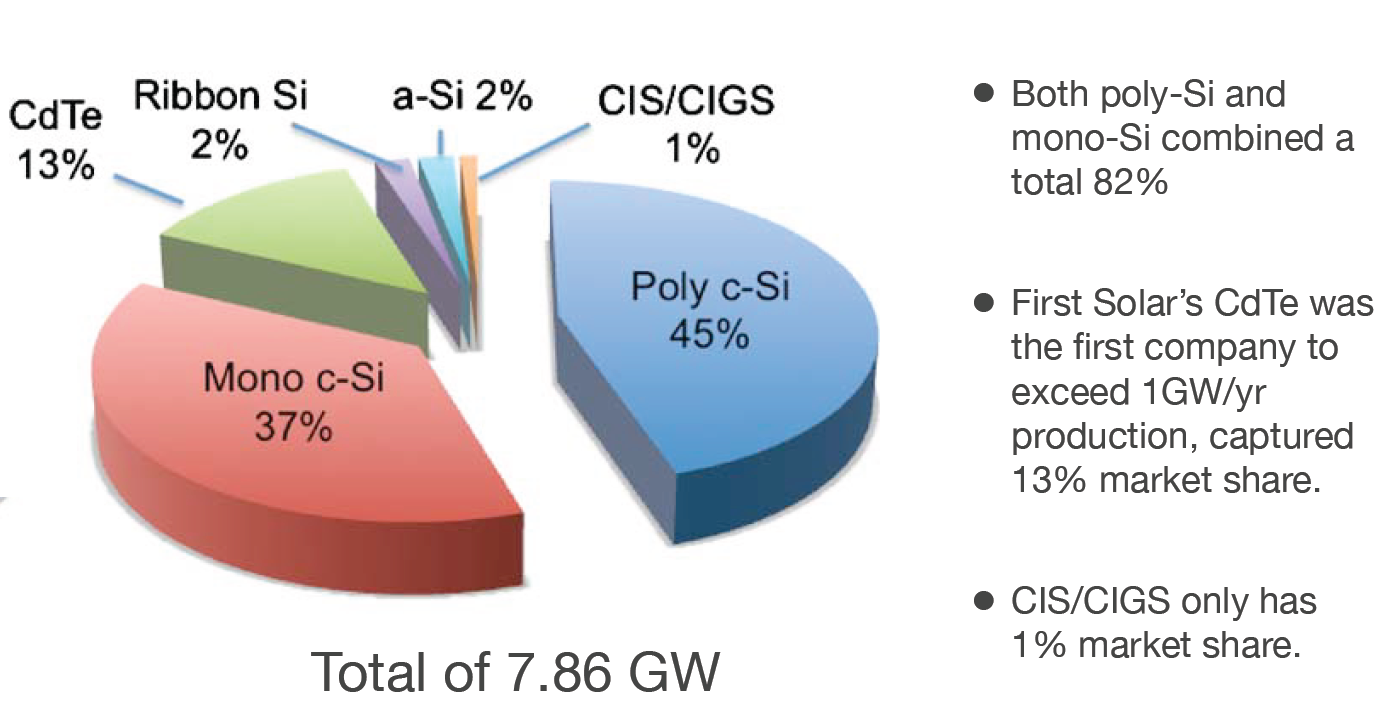 CdTe
13%
Ribbon Si
2%
a-Si 2%
CIS/CIGS
1%
Poly c-Si
45%
Mono c-Si
37%
Total of 7.86 GW
● Both poly-Si and
mono-Si combined a
total 82%
● First Solar’s CdTe was
the first company to
exceed 1GW/yr
production, captured
13% market share.
● CIS/CIGS only has
1% market share.